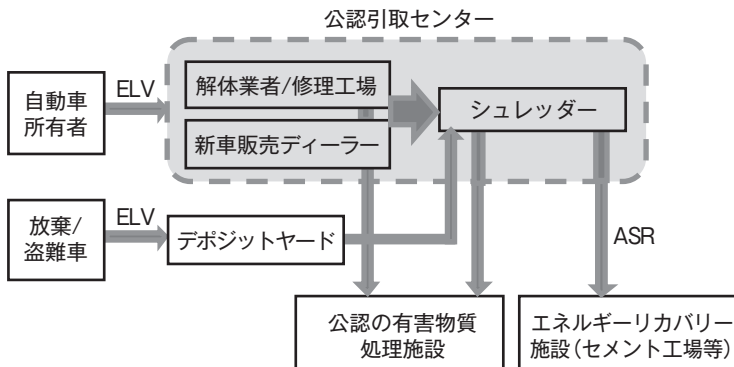 公認引取センター
自動車
所有者
ELV
解体業者/修理工場
新車販売ディーラー
シュレッダー
放棄/
盗難車
ELV
デポジットヤード
ASR
公認の有害物質
処理施設
エネルギーリカバリー
施設(セメント工場等)